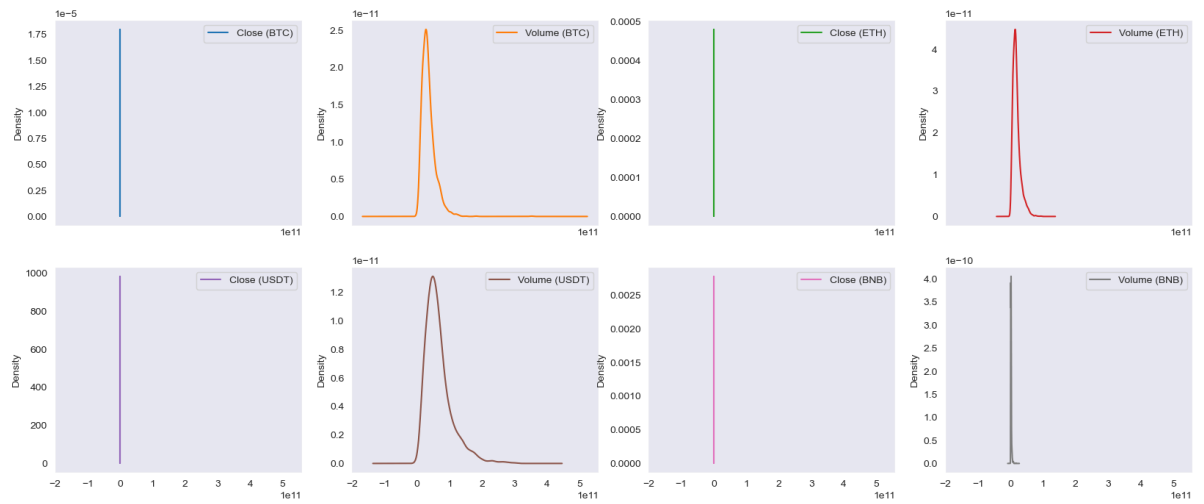 1e−5
1.75
1.50
1.25
1.00
0.75
0.50
0.25
0.00
Density
Close (BTC)
1e11
1e−11
2.5
2.0
1.5
1.0
0.5
0.0
Density
Volume (BTC)
1e11
0.0005
0.0004
0.0003
0.0002
0.0001
0.0000
Density
Close (ETH)
1e11
1e−11
4
3
2
1
0
Density
Volume (ETH)
1e11
1000
800
600
400
200
0
Density
Close (USDT)
−2 −1 0 1 2 3 4 5
1e11
1e−11
1.2
1.0
0.8
0.6
0.4
0.2
0.0
Density
Volume (USDT)
−2 −1 0 1 2 3 4 5
1e11
0.0025
0.0020
0.0015
0.0010
0.0005
0.0000
Density
Close (BNB)
−2 −1 0 1 2 3 4 5
1e11
1e−10
4.0
3.5
3.0
2.5
2.0
1.5
1.0
0.5
0.0
Density
Volume (BNB)
−2 −1 0 1 2 3 4 5
1e11